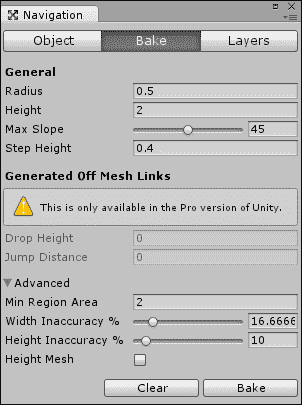 Navigation
Object Bake Layers
General
Radius 0.5
Height 2
Max Slope 45
Step Height 0.4
Generated Off Mesh Links
This is only available in the Pro version of Unity.
Drop Height 0
Jump Distance 0
Advanced
Min Region Area 2
Width Inaccuracy % 16.6666
Height Inaccuracy % 10
Height Mesh
Clear Bake